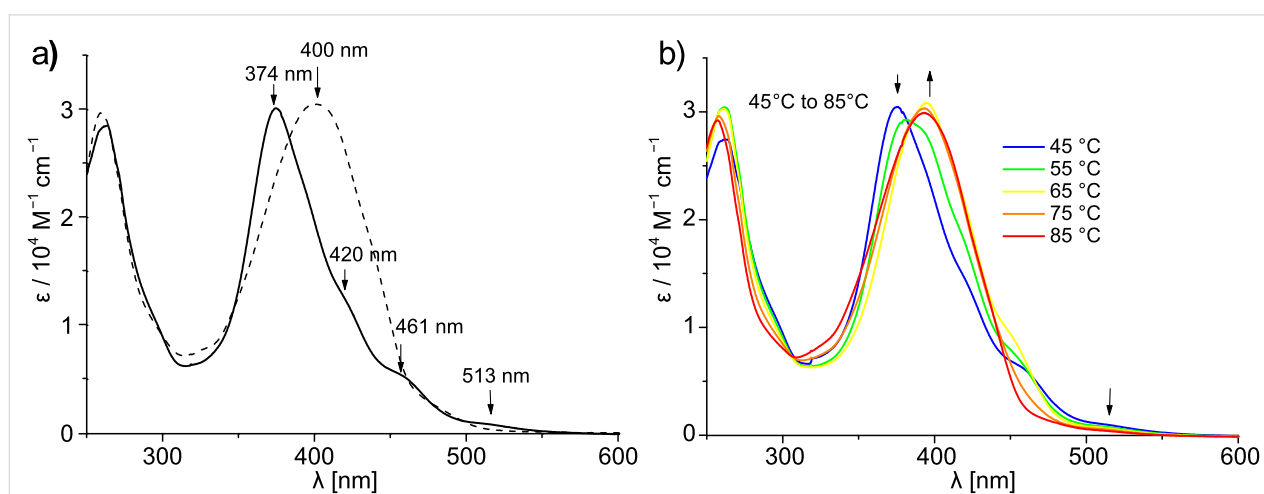 a)
400 nm
374 nm
420 nm
461 nm
513 nm
3
2
1
0
ε / 10⁴ M⁻¹ cm⁻¹
300
400
500
600
λ [nm]
b)
45°C to 85°C
45 °C
55 °C
65 °C
75 °C
85 °C
3
2
1
0
ε / 10⁴ M⁻¹ cm⁻¹
300
400
500
600
λ [nm]